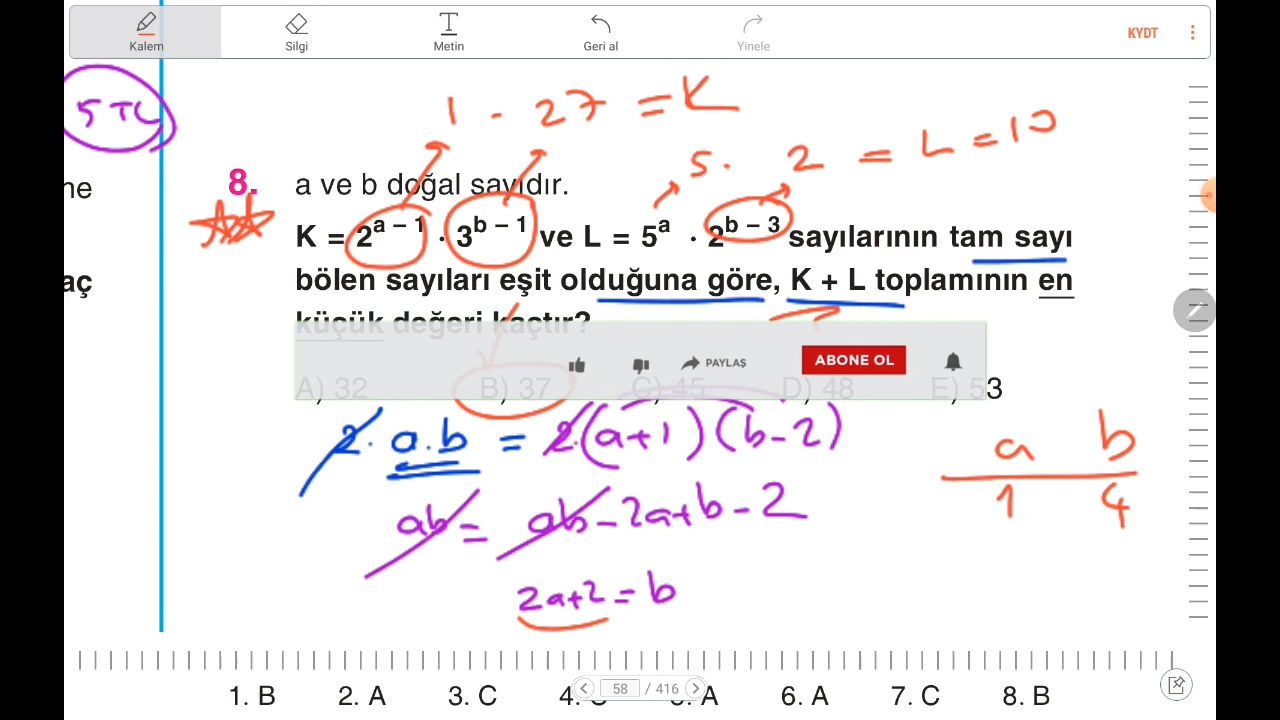 Kalem Silgi Metin Geri al Yinele KYDT
5 TL
1 . 27 = K
5 . 2 = L = 10
ne
8. a ve b doğal sayıdır.
K = 2^{a − 1} · 3^{b − 1} ve L = 5^{a} · 2^{b − 3} sayılarının tam sayı
aç
bölen sayıları eşit olduğuna göre, K + L toplamının en
küçük değeri kaçtır?
PAYLAŞ ABONE OL
A) 32 B) 37 C) 45 D) 48 E) 53
2. a.b = 2.(a+1)(b-2)
a b
1 4
ab = ab-2a+b-2
2a+2 = b
1. B 2. A 3. C 4. 58 / 416 A 6. A 7. C 8. B